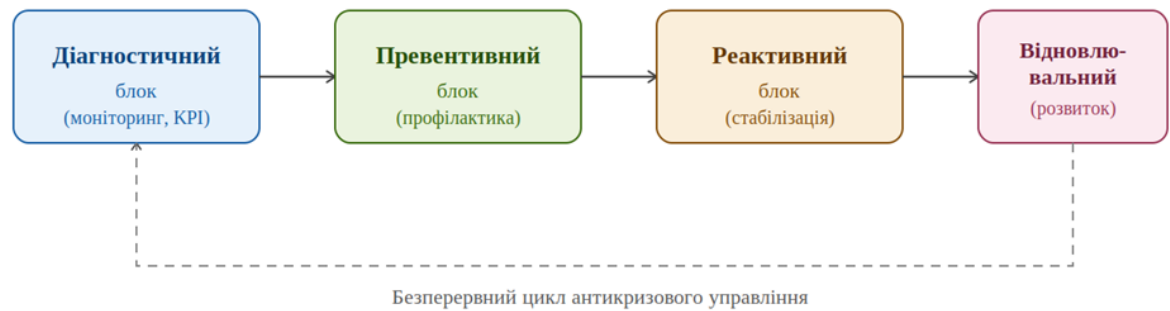 Діагностичний
блок
(моніторинг, KPI)
Превентивний
блок
(профілактика)
Реактивний
блок
(стабілізація)
Відновлю-
вальний
(розвиток)
Безперервний цикл антикризового управління